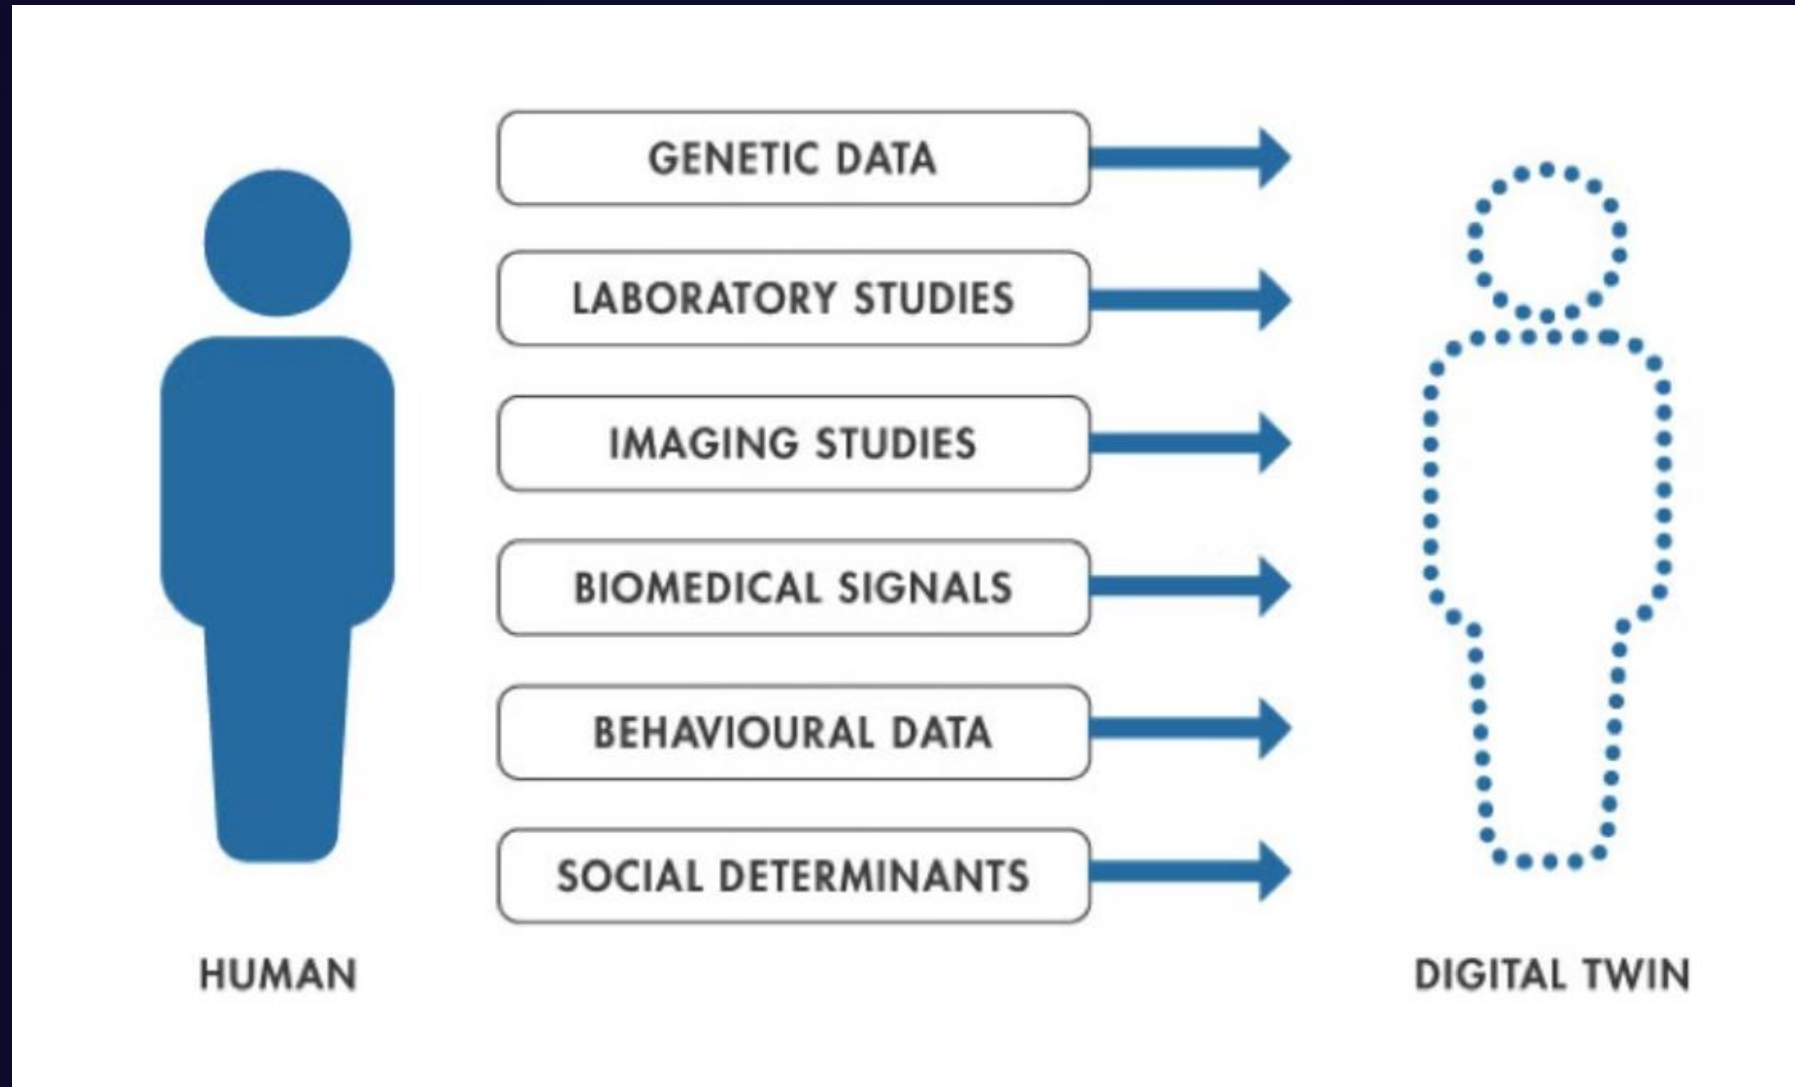 GENETIC DATA
LABORATORY STUDIES
IMAGING STUDIES
BIOMEDICAL SIGNALS
BEHAVIOURAL DATA
SOCIAL DETERMINANTS
HUMAN
DIGITAL TWIN